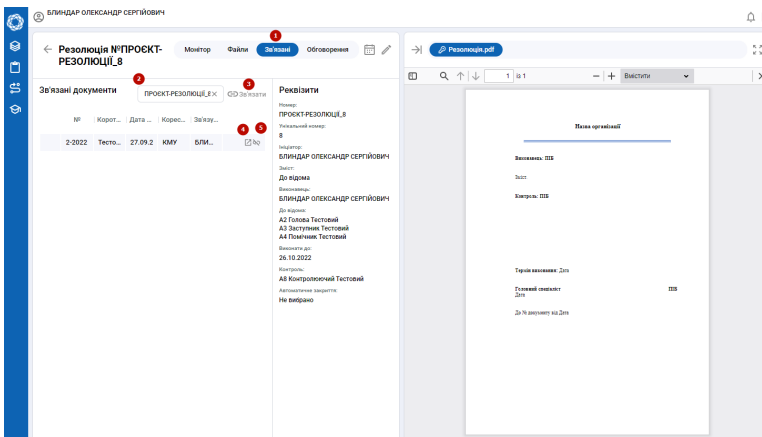 БЛИНДАР ОЛЕКСАНДР СЕРГІЙОВИЧ
1
Резолюція №ПРОЄКТ-
РЕЗОЛЮЦІЇ_8
Монітор Файли Зв'язані Обговорення
Резолюція.pdf
1 із 1
Вмістити
2
3
Зв'язані документи
ПРОЄКТ-РЕЗОЛЮЦІЇ_8
Зв'язати
№ Корот... Дата ... Корес... Зв'язу...
4 5
2-2022 Тесто... 27.09.2 КМУ БЛИ...
Реквізити
Номер:
ПРОЄКТ-РЕЗОЛЮЦІЇ_8
Унікальний номер:
8
Ініціатор:
БЛИНДАР ОЛЕКСАНДР СЕРГІЙОВИЧ
Зміст:
До відома
Виконавець:
БЛИНДАР ОЛЕКСАНДР СЕРГІЙОВИЧ
До відома:
А2 Голова Тестовий
А3 Заступник Тестовий
А4 Помічник Тестовий
Виконати до:
26.10.2022
Контроль:
А8 Контролюючий Тестовий
Автоматичне закриття:
Не вибрано
Назва організації
Виконавець: ПІБ
Зміст
Контроль: ПІБ
Термін виконання: Дата
Головний спеціаліст ПІБ
Дата
До № документу від Дата